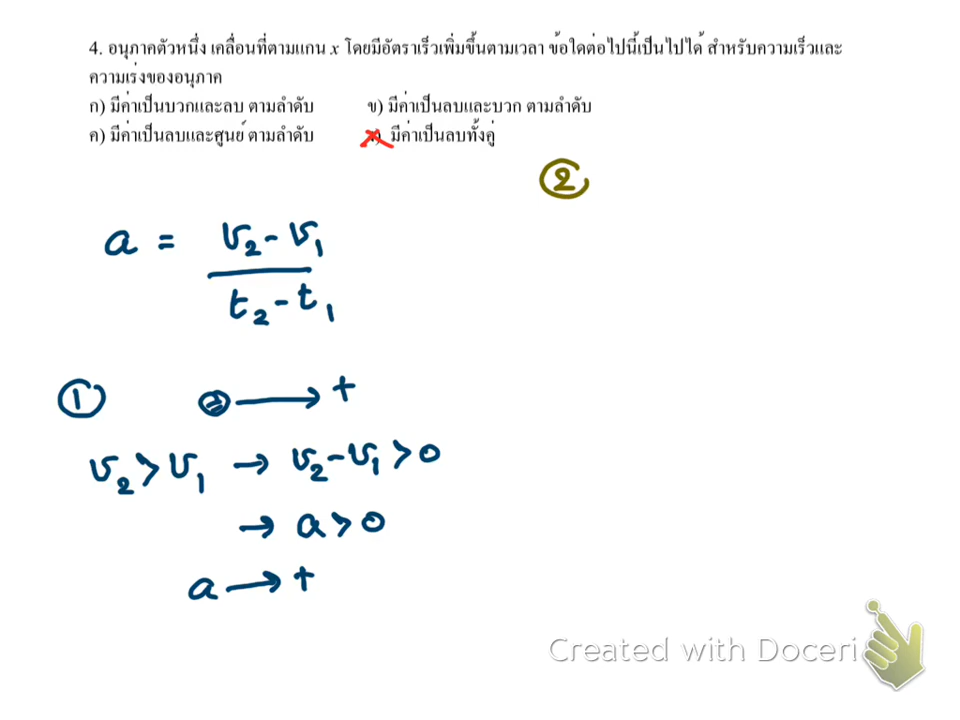 4. อนุภาคตัวหนึ่ง เคลื่อนที่ตามแกน x โดยมีอัตราเร็วเพิ่มขึ้นตามเวลา ข้อใดต่อไปนี้เป็นไปได้ สำหรับความเร็วและ
ความเร่งของอนุภาค
ก) มีค่าเป็นบวกและลบ ตามลำดับ ข) มีค่าเป็นลบและบวก ตามลำดับ
ค) มีค่าเป็นลบและศูนย์ ตามลำดับ มีค่าเป็นลบทั้งคู่
②
a = (v₂ - v₁) / (t₂ - t₁)
① ⟶ +
v₂ > v₁ → v₂ - v₁ > 0
→ a > 0
a ⟶ +
Created with Doceri